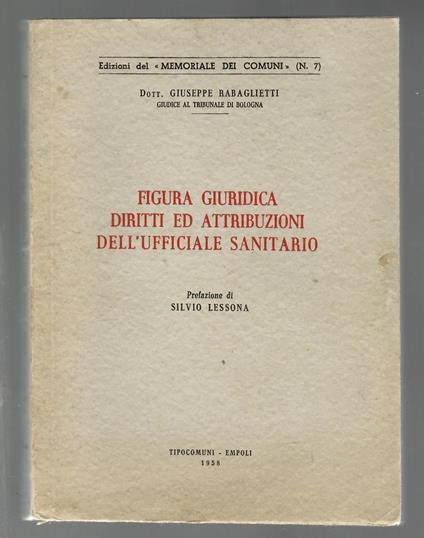 Edizioni del « MEMORIALE DEI COMUNI » (N. 7)
DOTT. GIUSEPPE RABAGLIETTI
GIUDICE AL TRIBUNALE DI BOLOGNA
FIGURA GIURIDICA
DIRITTI ED ATTRIBUZIONI
DELL'UFFICIALE SANITARIO
Prefazione di
SILVIO LESSONA
TIPOCOMUNI - EMPOLI
1958